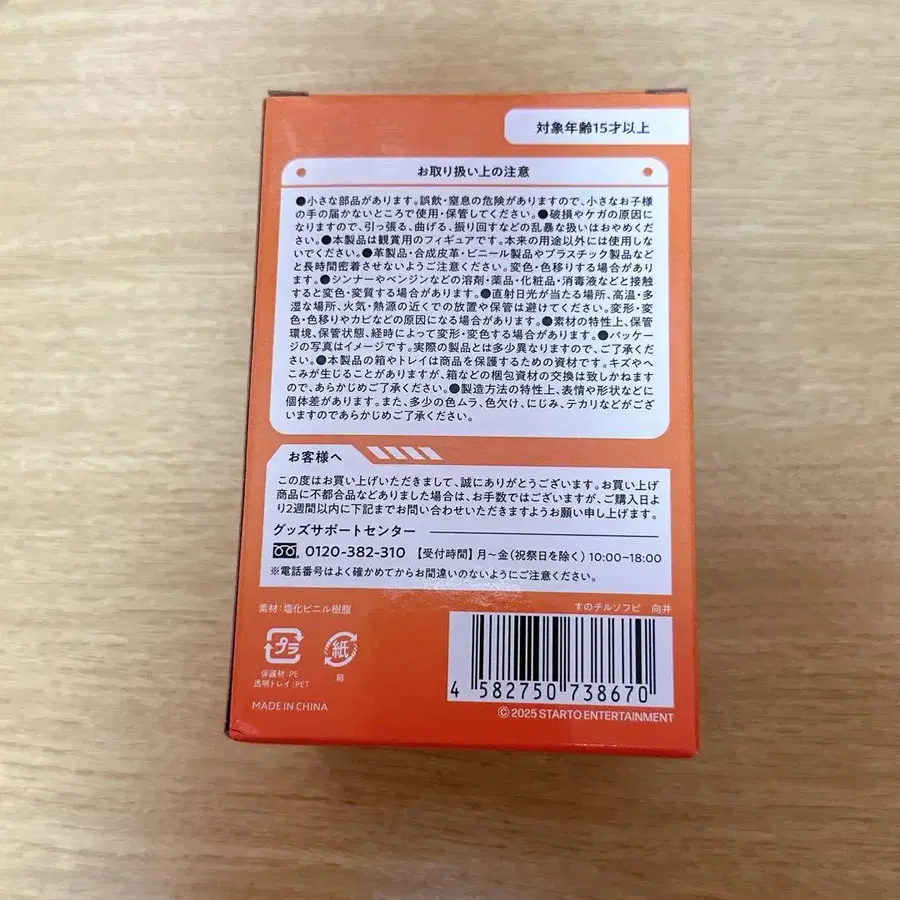 対象年齢15才以上
お取り扱い上の注意
●小さな部品があります。誤飲・窒息の危険がありますので、小さなお子様
の手の届かないところで使用・保管してください。●破損やケガの原因に
なりますので、引っ張る、曲げる、振り回すなどの乱暴な扱いはおやめくだ
さい。●本製品は観賞用のフィギュアです。本来の用途以外には使用しな
いでください。●革製品・合成皮革・ビニール製品やプラスチック製品など
と長時間密着させないようご注意ください。変色・色移りする場合があり
ます。●シンナーやベンジンなどの溶剤・薬品・化粧品・消毒液などと接触
すると変色・変質する場合があります。●直射日光が当たる場所、高温・多
湿な場所、火気・熱源の近くでの放置や保管は避けてください。変形・変
色・色移りやカビなどの原因になる場合があります。●素材の特性上、保管
環境、保管状態、経時によって変形・変色する場合があります。●パッケー
ジの写真はイメージです。実際の製品とは多少異なりますので、ご了承くだ
さい。●本製品の箱やトレイは商品を保護するための資材です。キズやへ
こみが生じることがありますが、箱などの梱包資材の交換は致しかねます
ので、あらかじめご了承ください。●製造方法の特性上、表情や形状などに
個体差があります。また、多少の色ムラ、色欠け、にじみ、テカリなどがござ
いますのであらかじめご了承ください。
お客様へ
この度はお買い上げいただきまして、誠にありがとうございます。お買い上げ
商品に不都合品などありました場合は、お手数ではございますが、ご購入日よ
り2週間以内に下記までお問い合わせいただきますようお願い申し上げます。
グッズサポートセンター
0120-382-310 【受付時間】月〜金(祝祭日を除く)10:00~18:00
※電話番号はよく確かめてからお間違いのないようにご注意ください。
素材:塩化ビニル樹脂
すのチルソフビ 向井
プラ
紙
保護材:PE
透明トレイ:PET
箱
MADE IN CHINA
4 582750 738670
© 2025 STARTO ENTERTAINMENT